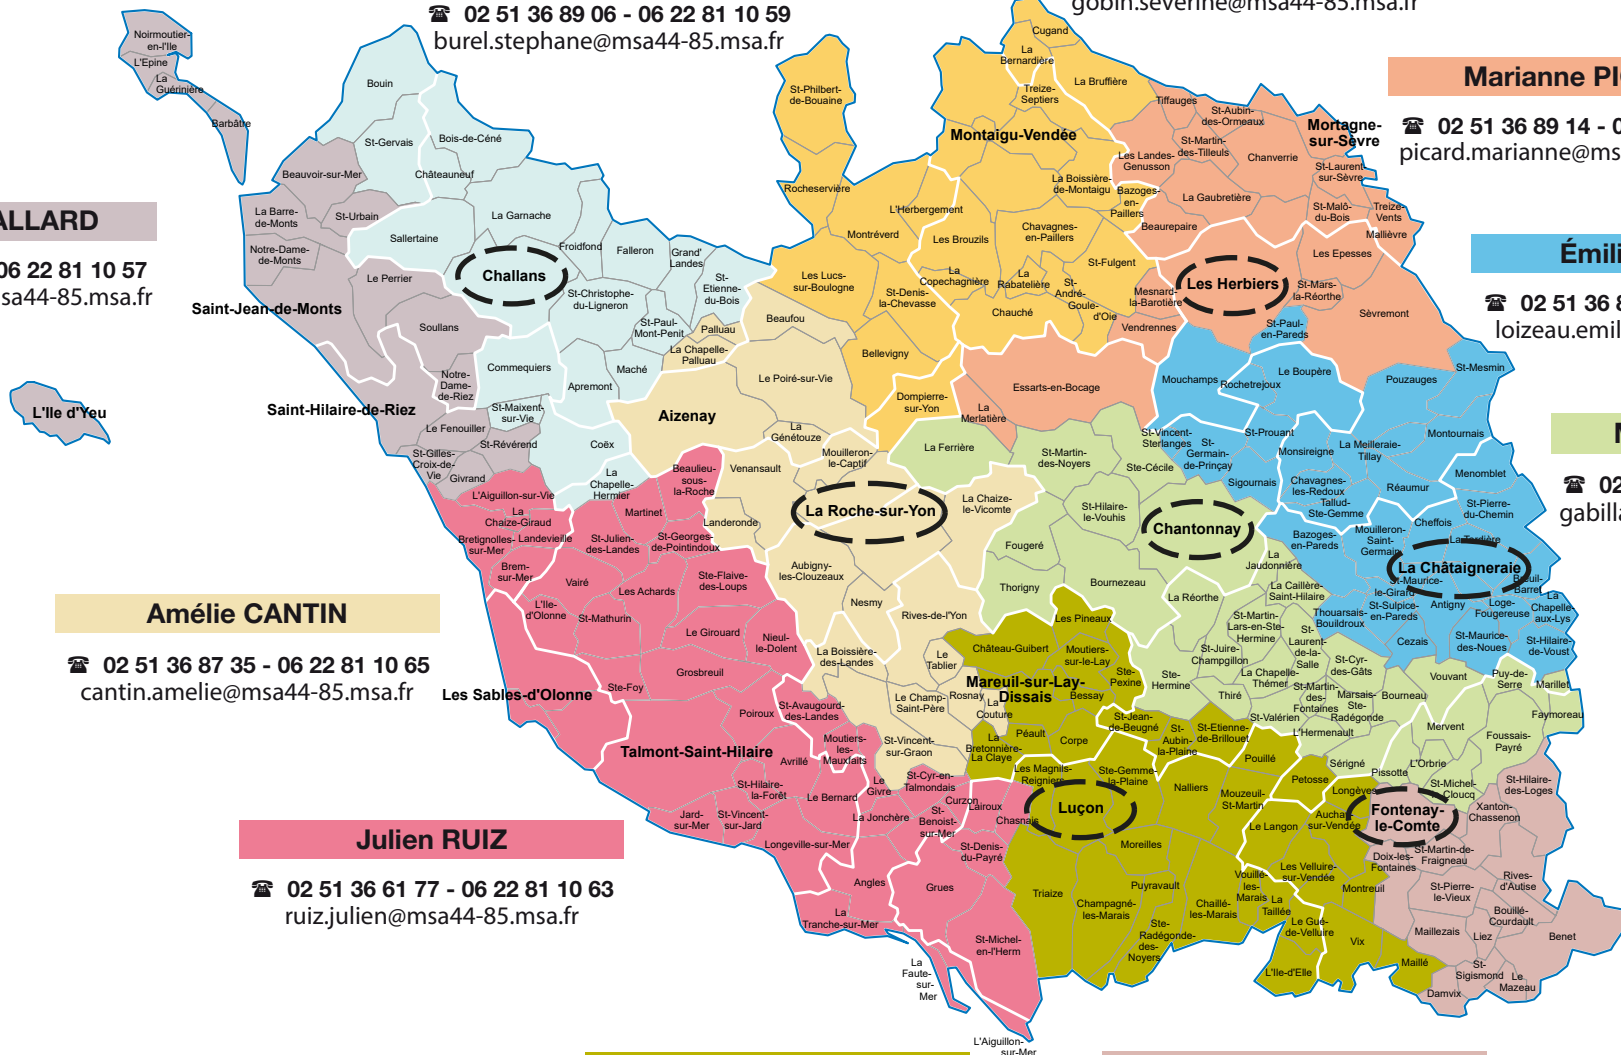 02 51 36 89 06 - 06 22 81 10 59
burel.stephane@msa44-85.msa.fr
gobin.severine@msa44-85.msa.fr
Marianne
02 51 36 89 14 -
picard.marianne@
ALLARD
06 22 81 10 57
sa44-85.msa.fr
02 51 36
loizeau.
02
Amélie CANTIN
02 51 36 87 35 - 06 22 81 10 65
cantin.amelie@msa44-85.msa.fr
Julien RUIZ
02 51 36 61 77 - 06 22 81 10 63
ruiz.julien@msa44-85.msa.fr
Noirmoutier-
en-l'Ile
L'Epine
La
Guérinière
Barbâtre
Bouin
St-Gervais
Bois-de-Céné
Châteauneuf
Beauvoir-sur-Mer
La Barre-
de-Monts
St-Urbain
Notre-Dame-
de-Monts
Sallertaine
La Garnache
Le Perrier
Challans
Froidfond
Falleron
Grand'
Landes
St-
Etienne-
du-Bois
Saint-Jean-de-Monts
Soullans
St-Christophe-
du-Ligneron
St-Paul-
Mont-Penit
Palluau
La Chapelle-
Palluau
Commequiers
Apremont
Maché
Notre-
Dame-
de-Riez
Saint-Hilaire-de-Riez
L'Ile d'Yeu
St-Maixent-
sur-Vie
Le Fenouiller
St-Révérend
Coëx
St-Gilles-
Croix-de-
Vie
Givrand
La
Chapelle-
Hermier
Aizenay
Beaufou
Le Poiré-sur-Vie
La
Génétouze
Mouilleron-
le-Captif
Venansault
Landeronde
La Roche-sur-Yon
La Chaize-
le-Vicomte
Aubigny-
les-Clouzeaux
Nesmy
Rives-de-l'Yon
La Boissière-
des-Landes
Le
Tablier
Le Champ-
Saint-Père
Rosnay
La
Couture
St-Vincent-
sur-Graon
St-Philbert-
de-Bouaine
Rocheservière
L'Herbergement
Montréverd
Les Lucs-
sur-Boulogne
St-Denis-
la-Chevasse
Bellevigny
Dompierre-
sur-Yon
Cugand
La
Bernardière
La Bruffière
Treize-
Septiers
Montaigu-Vendée
La Boissière-
de-Montaigu
Bazoges-
en-
Paillers
Les Brouzils
Chavagnes-
en-Paillers
St-Fulgent
La
Copechagnière
La
Rabatelière
St-
André-
Goule-
d'Oie
Chauché
Tiffauges
St-Aubin-
des-Ormeaux
Mortagne-
sur-Sèvre
St-Martin-
des-Tilleuls
Les Landes-
Genusson
Chanverrie
St-Laurent-
sur-Sèvre
La Gaubretière
St-Malô-
du-Bois
Treize-
Vents
Mallièvre
Beaurepaire
Les Epesses
Les Herbiers
St-Mars-
la-Réorthe
Mesnard-
la-Barotière
Vendrennes
Sèvremont
Essarts-en-Bocage
La
Merlatière
St-Paul-
en-Pareds
Mouchamps
Rochetrejoux
Le Boupère
Pouzauges
St-Mesmin
Montournais
St-Vincent-
Sterlanges
St-
Germain-
de-Prinçay
St-Prouant
Monsireigne
La Meilleraie-
Tillay
Menomblet
Sigournais
Chavagnes-
les-Redoux
Réaumur
Tallud-
Ste-Gemme
St-Pierre-
du-Chemin
Bazoges-
en-Pareds
Mouilleron-
Saint-
Germain
Cheffois
La Tardière
La Châtaigneraie
St-Maurice-
le-Girard
Breuil-
Barret
Antigny
Loge-
Fougereuse
La
Chapelle-
aux-Lys
Thouarsais-
Bouildroux
St-Sulpice-
en-Pareds
Cezais
St-Maurice-
des-Noues
St-Hilaire-
de-Voust
La Ferrière
St-Martin-
des-Noyers
Ste-Cécile
St-Hilaire-
le-Vouhis
Chantonnay
Fougeré
Thorigny
Bournezeau
La
Jaudonnière
La Caillère-
Saint-Hilaire
La Réorthe
St-Martin-
Lars-en-Ste-
Hermine
St-
Laurent-
de-la-
Salle
St-Juire-
Champgillon
La Chapelle-
Thémer
St-Cyr-
des-Gâts
Ste-
Hermine
Thiré
St-Martin-
des-
Fontaines
Marsais-
Ste-
Radégonde
Bourneau
Vouvant
Puy-de-
Serre
Marillet
Faymoreau
Mervent
Foussais-
Payré
St-Valérien
L'Hermenault
Sérigné
Pissotte
L'Orbrie
St-Michel-
le-Cloucq
Les Pineaux
Château-Guibert
Moutiers-
sur-le-Lay
Ste-
Pexine
Mareuil-sur-Lay-
Dissais
Bessay
Péault
Corpe
La
Bretonnière-
La Claye
St-Jean-
de-Beugné
St-
Aubin-
la-Plaine
St-Etienne-
de-Brillouet
Pouillé
Les Magnils-
Reigniers
Ste-Gemme-
la-Plaine
Nalliers
Mouzeuil-
St-Martin
Petosse
Longèves
Auchay-
sur-Vendée
Luçon
Chasnais
Le Langon
Moreilles
Les Velluire-
sur-Vendée
Montreuil
Triaize
Puyravault
Champagné-
les-Marais
Chaillé-
les-Marais
Vouillé-
les-
Marais
La
Taillée
Ste-
Radégonde-
des-
Noyers
Le Gué-
de-Velluire
Vix
L'Ile-d'Elle
Maillé
Fontenay-
le-Comte
Xanton-
Chassenon
St-Hilaire-
des-Loges
Doix-les-
Fontaines
St-Martin-de-
Fraigneau
St-Pierre-
le-Vieux
Rives-
d'Autise
Bouillé-
Courdault
Maillezais
Liez
Benet
St-
Sigismond
Le
Mazeau
Damvix
Beaulieu-
sous-
la-Roche
L'Aiguillon-sur-Vie
La
Chaize-Giraud
Martinet
Bretignolles-
sur-Mer
Landevieille
St-Julien-
des-Landes
St-Georges-
de-Pointindoux
Brem-
sur-Mer
Vairé
Les Achards
Ste-Flaive-
des-Loups
L'Ile-
d'Olonne
St-Mathurin
Le Girouard
Nieul-
le-Dolent
Grosbreuil
Ste-Foy
Les Sables-d'Olonne
Poiroux
St-Avaugourd-
des-Landes
Talmont-Saint-Hilaire
Avrillé
Moutiers-
les-
Mauxfaits
Le
Givre
St-Cyr-en-
Talmondais
St-Hilaire-
la-Forêt
Le Bernard
Curzon
Lairoux
La Jonchère
St-
Benoist-
sur-Mer
Jard-
sur-Mer
St-Vincent-
sur-Jard
Longeville-sur-Mer
St-Denis-
du-Payré
Angles
Grues
La
Tranche-sur-Mer
St-Michel-
en-l'Herm
La
Faute-
sur-
Mer
L'Aiguillon-
sur-Mer